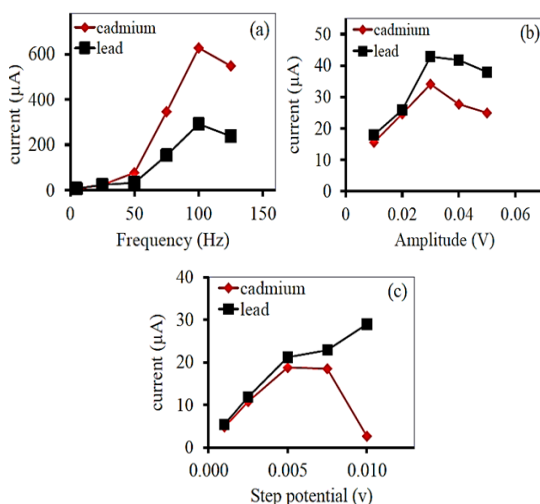 cadmium
lead
(a)
600
400
200
0
0
50
100
150
current (µA)
Frequency (Hz)
cadmium
lead
(b)
50
40
30
20
10
0
0
0.02
0.04
0.06
current (µA)
Amplitude (V)
cadmium
lead
(c)
40
30
20
10
0
0.000
0.005
0.010
current (µA)
Step potential (v)